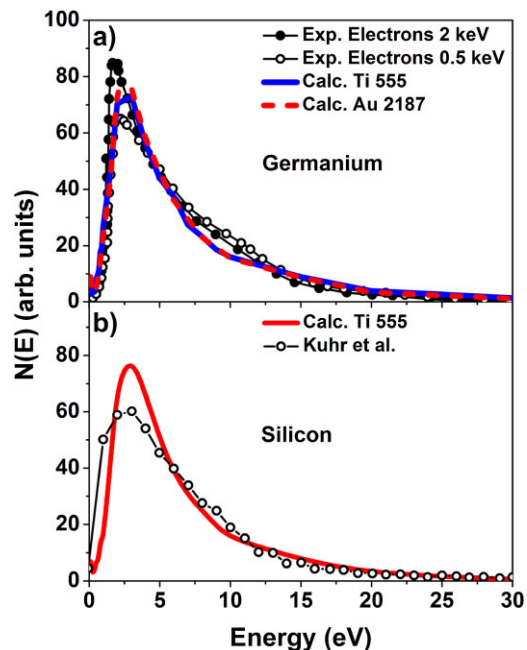 a)
Exp. Electrons 2 keV
Exp. Electrons 0.5 keV
Calc. Ti 555
Calc. Au 2187
Germanium
100
80
60
40
20
0
b)
Calc. Ti 555
Kuhr et al.
Silicon
80
60
40
20
0
N(E) (arb. units)
0 5 10 15 20 25 30
Energy (eV)